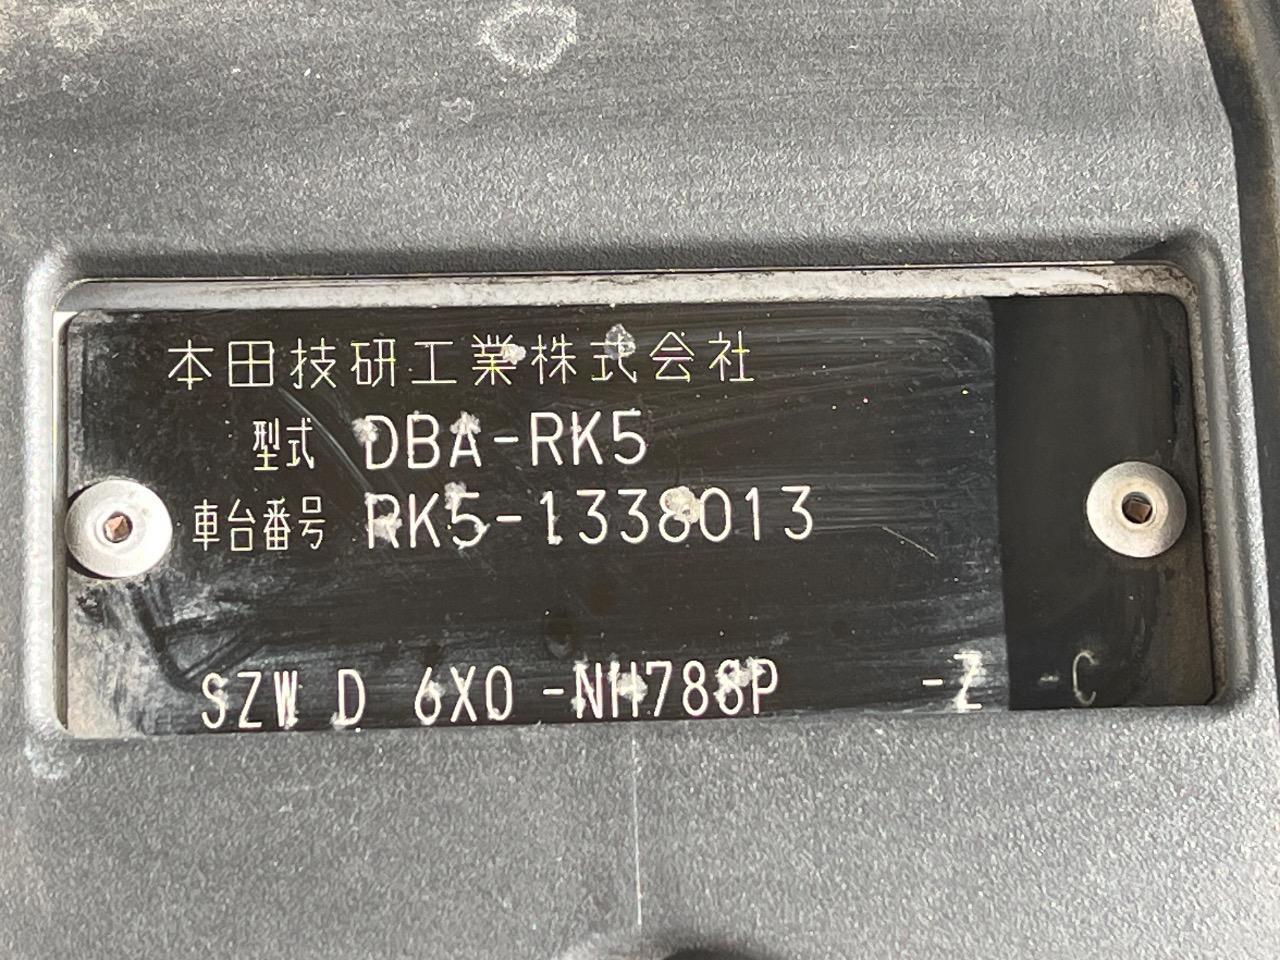 本田技研工業株式会社
型式 DBA-RK5
車台番号 RK5-1338013
SZW D 6X0 -NH788P -Z -C